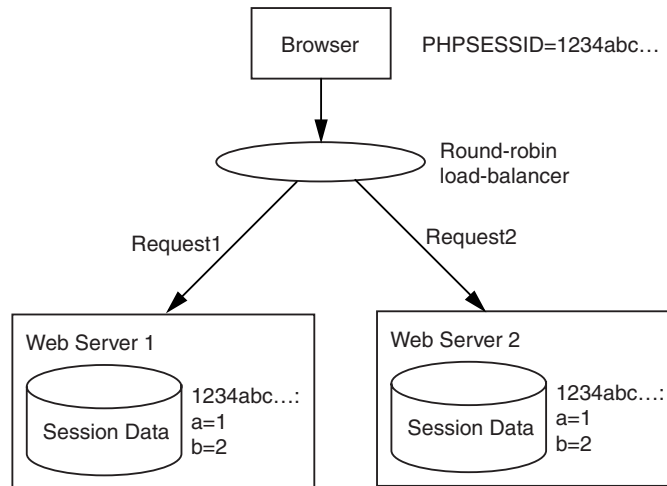 Browser
PHPSESSID=1234abc…
Round-robin
load-balancer
Request1
Request2
Web Server 1
Session Data
1234abc…:
a=1
b=2
Web Server 2
Session Data
1234abc…:
a=1
b=2